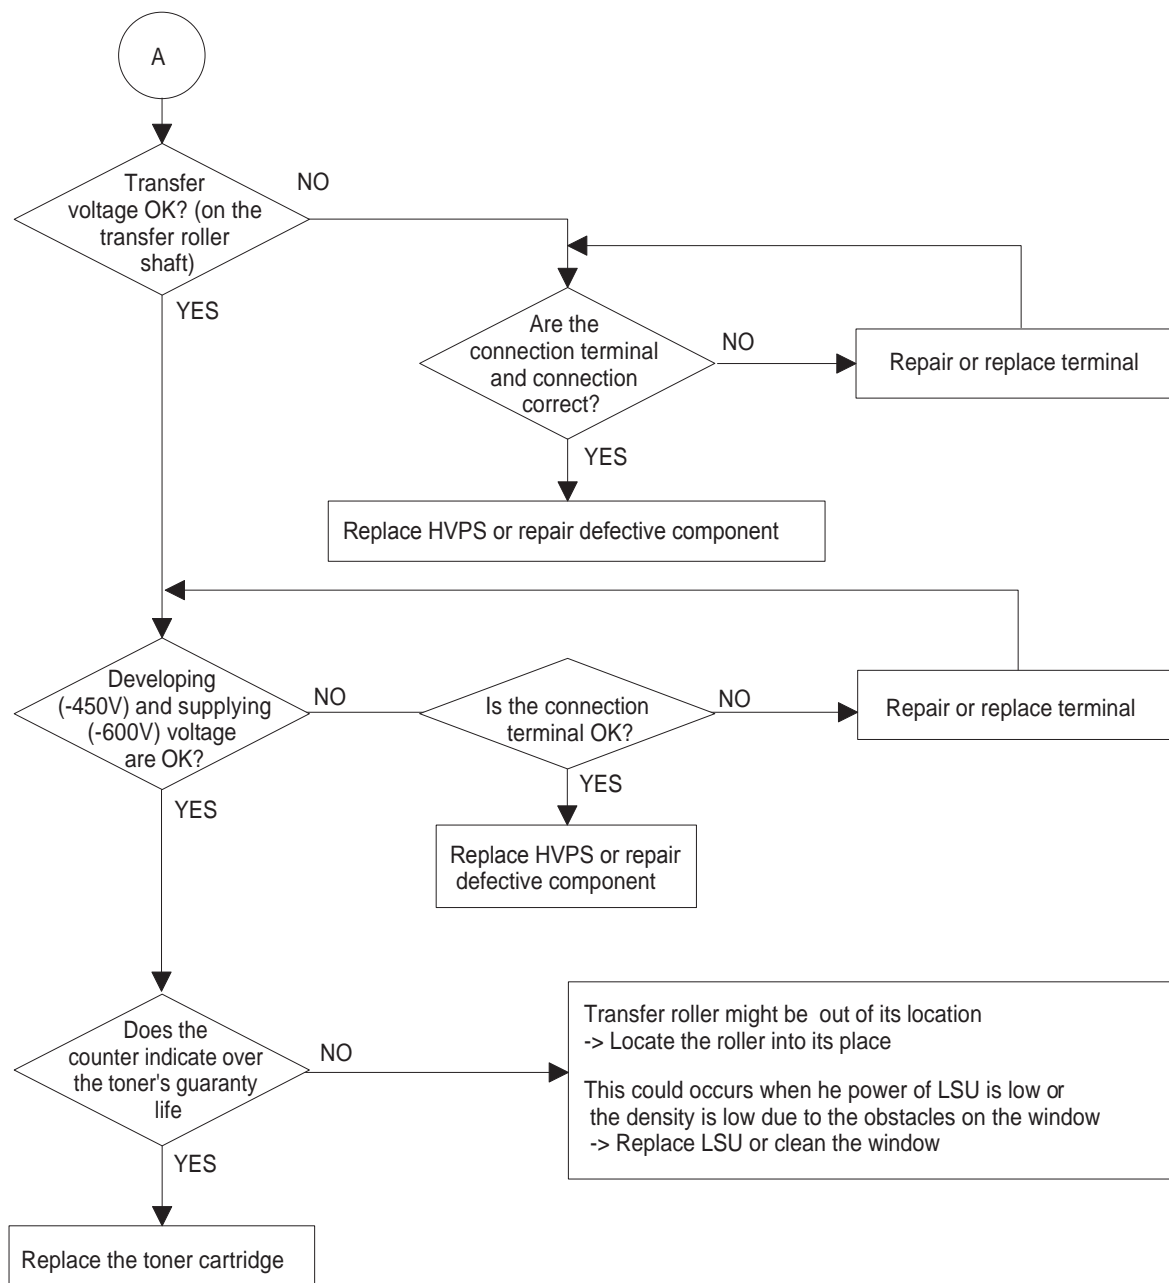 A
Transfer
voltage OK? (on the
transfer roller
shaft)
NO
YES
Are the
connection terminal
and connection
correct?
NO
Repair or replace terminal
YES
Replace HVPS or repair defective component
Developing
(-450V) and supplying
(-600V) voltage
are OK?
NO
Is the connection
terminal OK?
NO
Repair or replace terminal
YES
YES
Replace HVPS or repair
defective component
Does the
counter indicate over
the toner's guaranty
life
NO
Transfer roller might be out of its location
-> Locate the roller into its place
This could occurs when he power of LSU is low or
the density is low due to the obstacles on the window
-> Replace LSU or clean the window
YES
Replace the toner cartridge